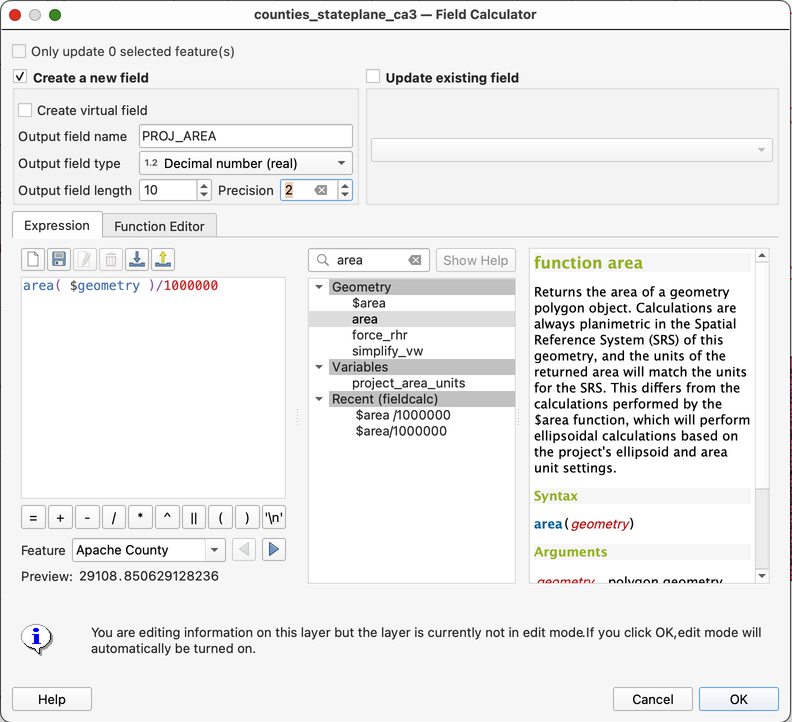 counties_stateplane_ca3 — Field Calculator
Only update 0 selected feature(s)
Create a new field
Update existing field
Create virtual field
Output field name PROJ_AREA
Output field type 1.2 Decimal number (real)
Output field length 10 Precision 2
Expression Function Editor
area( $geometry )/1000000
= + - / * ^ || ( ) '\n'
Feature Apache County
Preview: 29108.850629128236
area Show Help
Geometry
$area
area
force_rhr
simplify_vw
Variables
project_area_units
Recent (fieldcalc)
$area /1000000
$area/1000000
function area
Returns the area of a geometry
polygon object. Calculations are
always planimetric in the Spatial
Reference System (SRS) of this
geometry, and the units of the
returned area will match the units
for the SRS. This differs from the
calculations performed by the
$area function, which will perform
ellipsoidal calculations based on
the project's ellipsoid and area
unit settings.
Syntax
area(geometry)
Arguments
geometry polygon geometry
You are editing information on this layer but the layer is currently not in edit mode.If you click OK,edit mode will
automatically be turned on.
Help Cancel OK